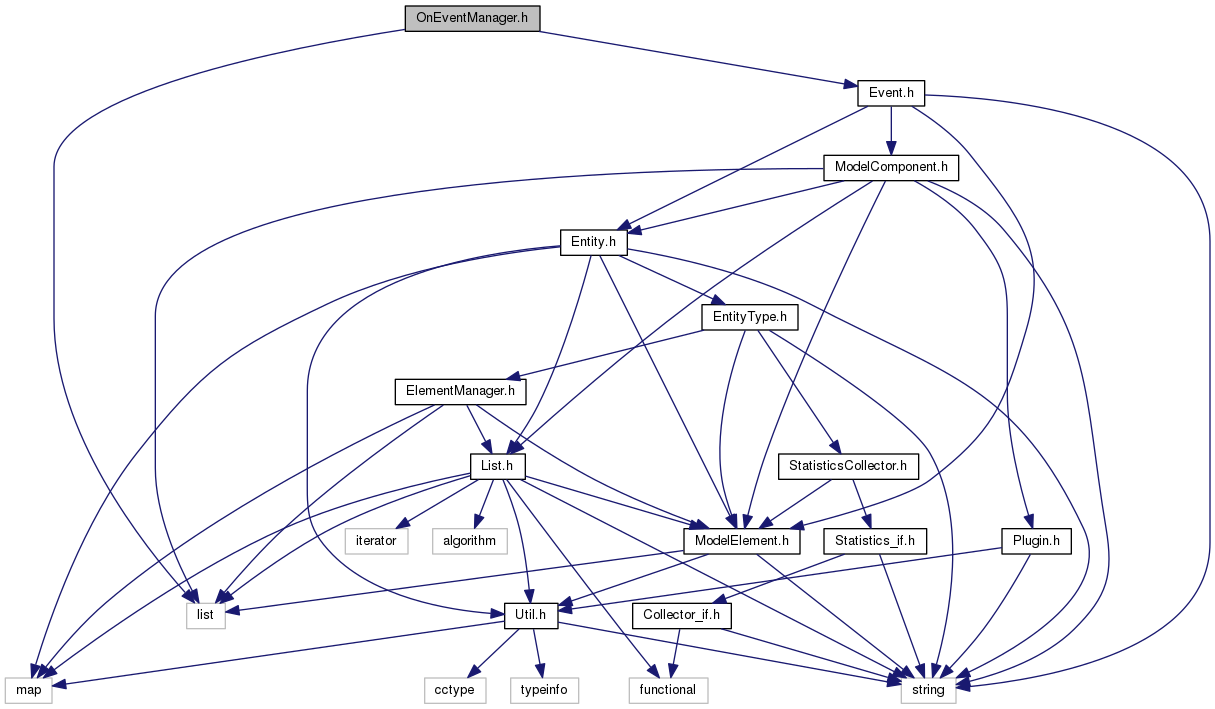 OnEventManager.h
Event.h
ModelComponent.h
Entity.h
EntityType.h
ElementManager.h
List.h
StatisticsCollector.h
iterator
algorithm
ModelElement.h
Statistics_if.h
Plugin.h
list
Util.h
Collector_if.h
map
cctype
typeinfo
functional
string